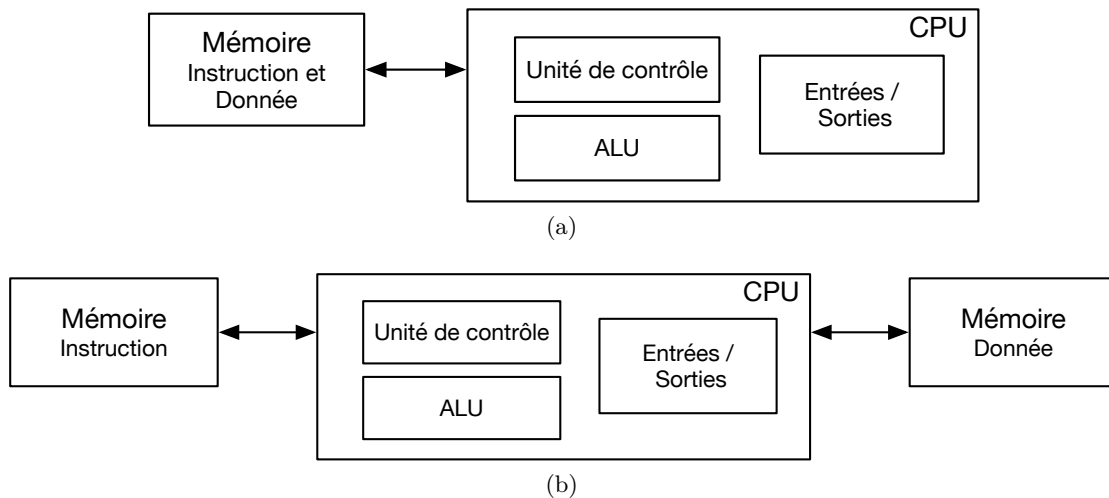 CPU
Mémoire
Instruction et
Donnée
Unité de contrôle
ALU
Entrées /
Sorties
(a)
CPU
Mémoire
Instruction
Unité de contrôle
ALU
Entrées /
Sorties
Mémoire
Donnée
(b)